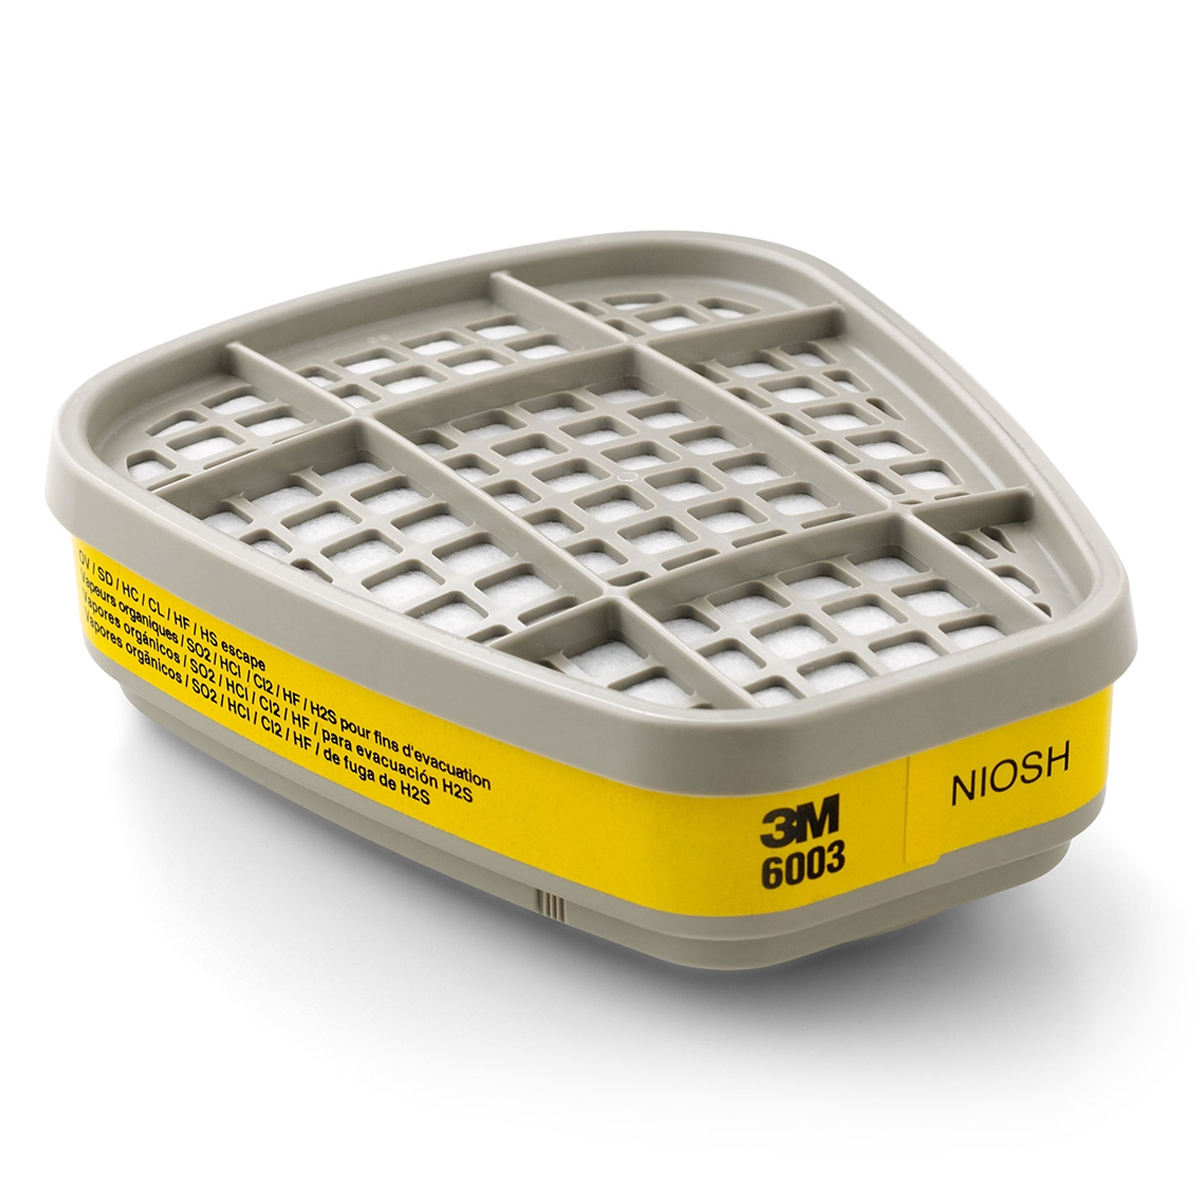 OV / SD / HC / CL / HF / HS escape
Vapeurs organiques / SO2 / HCl / Cl2 / HF / H2S pour fins d'evacuation
Vapores orgánicos / SO2 / HCl / Cl2 / HF / para evacuación H2S
Vapores orgânicos / SO2 / HCl / Cl2 / HF / de fuga de H2S
3M
6003
NIOSH